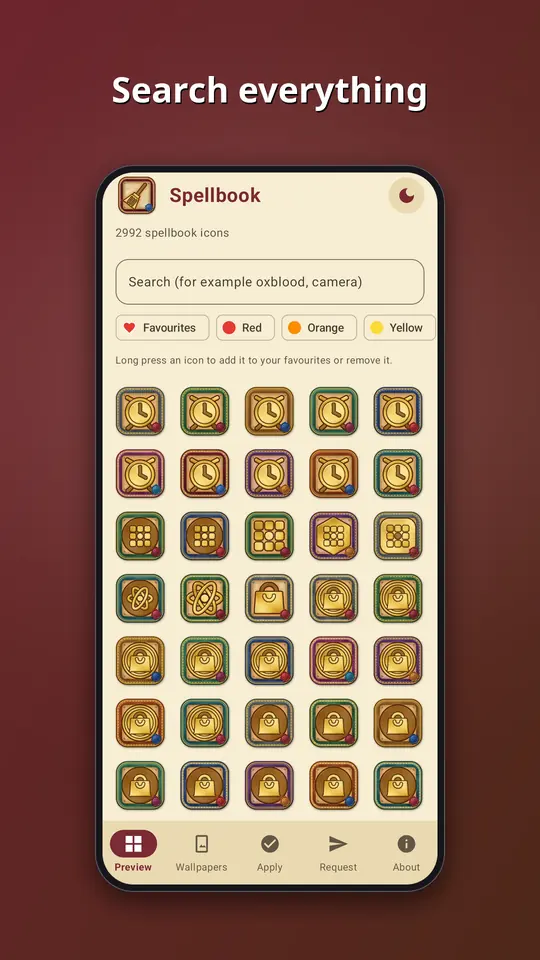 Search everything
Spellbook
2992 spellbook icons
Search (for example oxblood, camera)
Favourites Red Orange Yellow
Long press an icon to add it to your favourites or remove it.
Preview Wallpapers Apply Request About